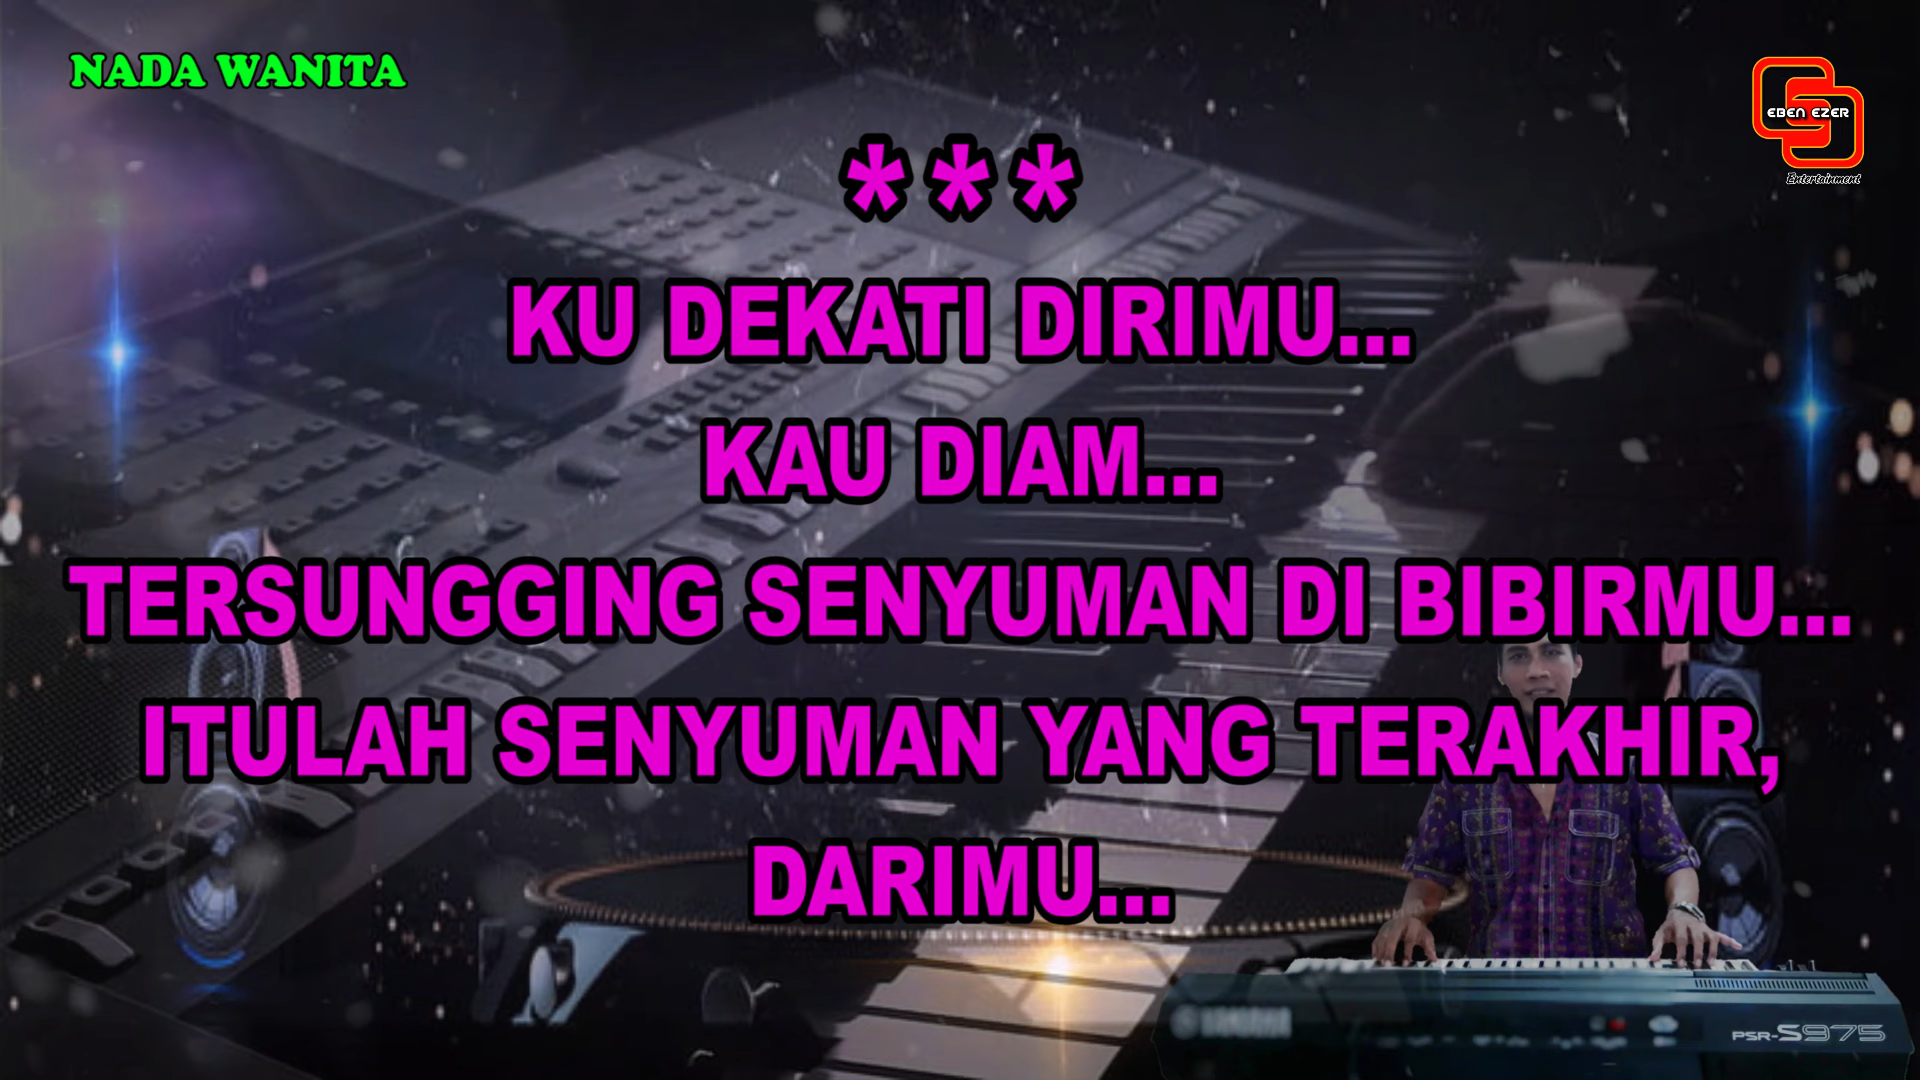 NADA WANITA
EBEN EZER
Entertainment
***
KU DEKATI DIRIMU...
KAU DIAM...
TERSUNGGING SENYUMAN DI BIBIRMU...
ITULAH SENYUMAN YANG TERAKHIR,
DARIMU...
PSR-S975